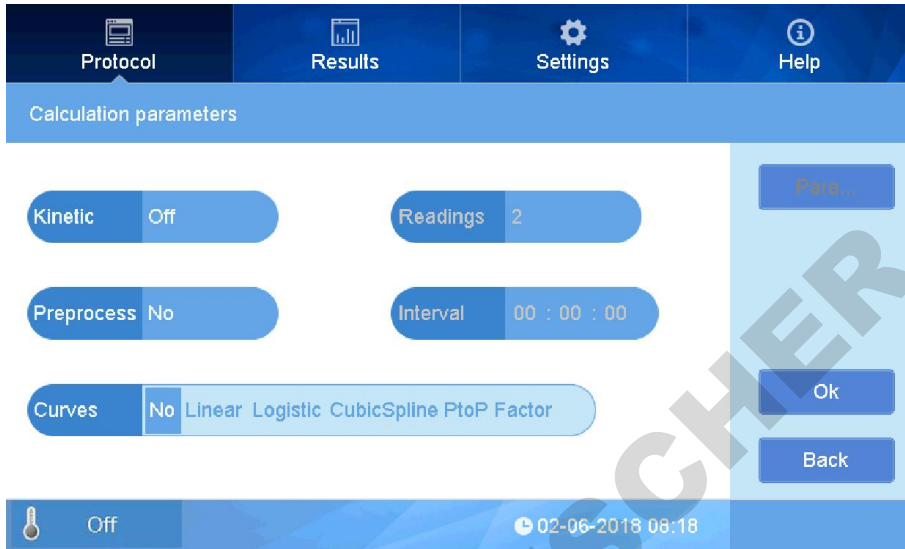 Protocol Results Settings Help
Calculation parameters
Kinetic Off Readings 2 Para...
Preprocess No Interval 00 : 00 : 00
Curves No Linear Logistic CubicSpline PtoP Factor Ok
Back
Off 02-06-2018 08:18
SCHER